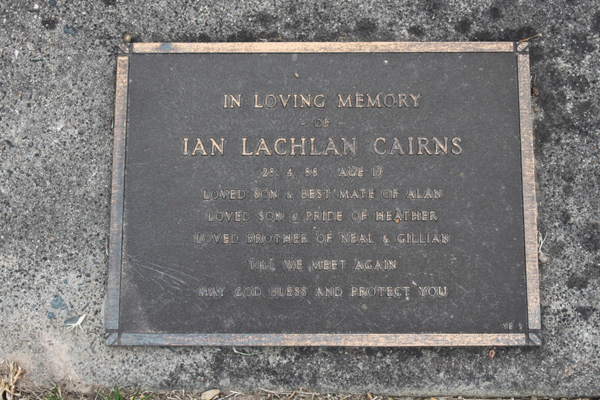 IN LOVING MEMORY
OF
IAN LACHLAN CAIRNS
28. 4. 88 AGE 17
LOVED SON & BEST MATE OF ALAN
LOVED SON & PRIDE OF HEATHER
LOVED BROTHER OF NEAL & GILLIAN
TILL WE MEET AGAIN
MAY GOD BLESS AND PROTECT YOU